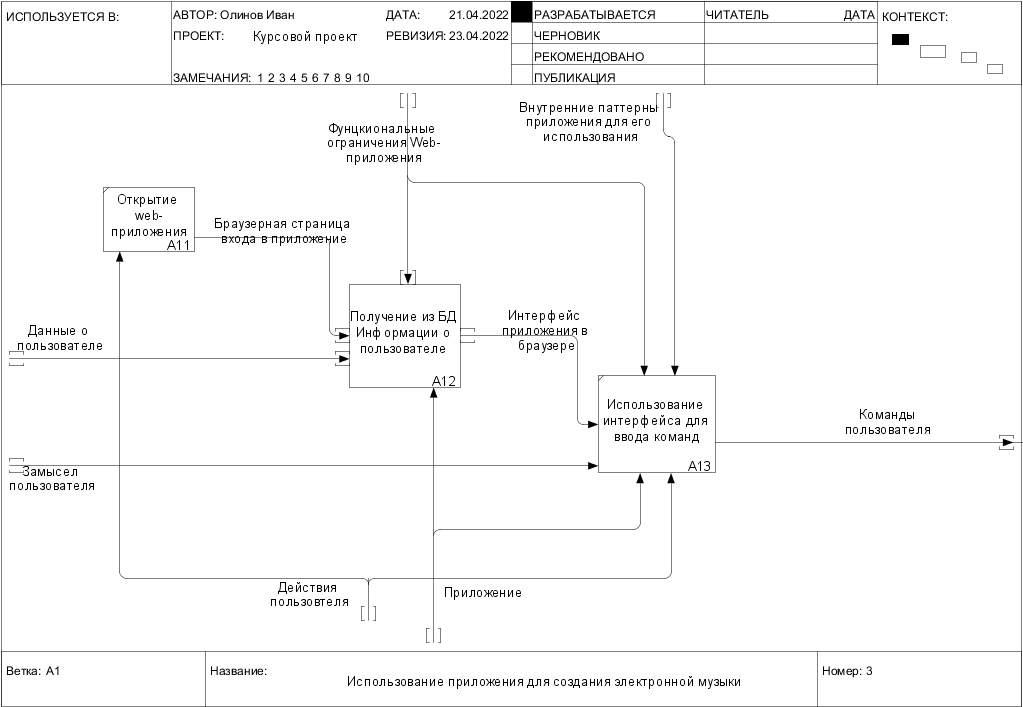 ИСПОЛЬЗУЕТСЯ В:
АВТОР: Олинов Иван
ДАТА: 21.04.2022
ПРОЕКТ: Курсовой проект
РЕВИЗИЯ: 23.04.2022
ЗАМЕЧАНИЯ: 1 2 3 4 5 6 7 8 9 10
РАЗРАБАТЫВАЕТСЯ
ЧЕРНОВИК
РЕКОМЕНДОВАНО
ПУБЛИКАЦИЯ
ЧИТАТЕЛЬ
ДАТА
КОНТЕКСТ:
Фунцкиональные
ограничения Web-
приложения
Внутренние паттерны
приложения для его
использования
Открытие
web-
приложения
A11
Браузерная страница
входа в приложение
Данные о
пользователе
Получение из БД
Информации о
пользователе
A12
Интерфейс
приложения в
браузере
Использование
интерфейса для
ввода команд
A13
Команды
пользователя
Замысел
пользователя
Действия
пользовтеля
Приложение
Ветка: A1
Название:
Использование приложения для создания электронной музыки
Номер: 3